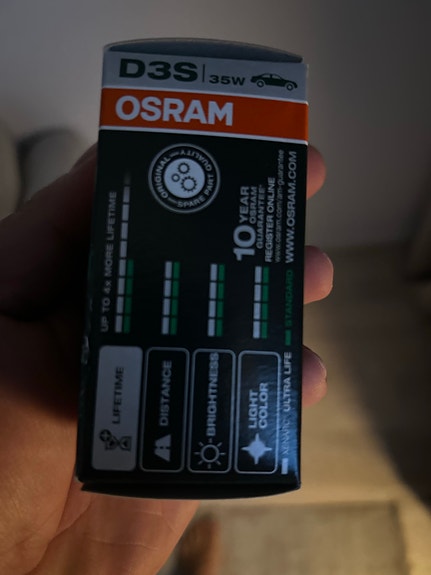 D3S 35W
OSRAM
ORIGINAL
SPARE PART QUALITY
10 YEAR
OSRAM
GUARANTEE*
REGISTER ONLINE
WWW.OSRAM.COM
UP TO 4x MORE LIFETIME
LIFETIME
DISTANCE
BRIGHTNESS
LIGHT
COLOR
XENARC® ULTRA LIFE
STANDARD